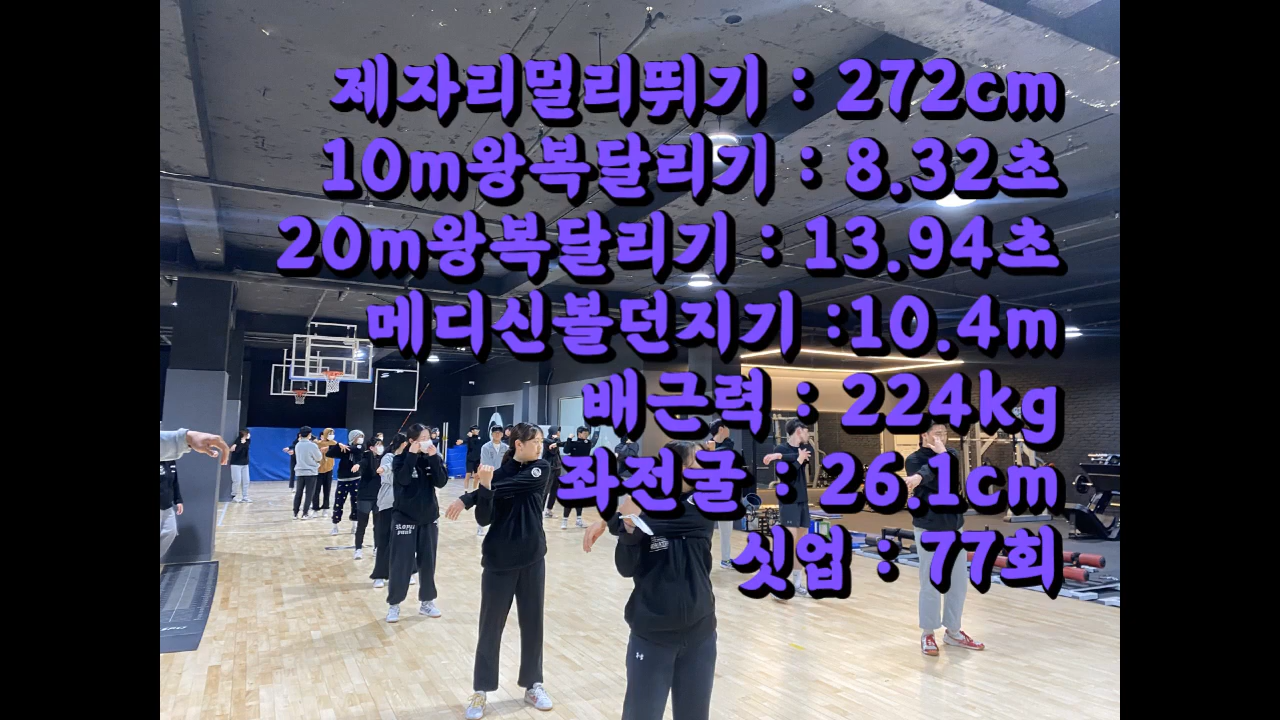 제자리멀리뛰기 : 272cm
10m왕복달리기 : 8.32초
20m왕복달리기 : 13.94초
메디신볼던지기 :10.4m
배근력 : 224kg
좌전굴 : 26.1cm
싯업 : 77회